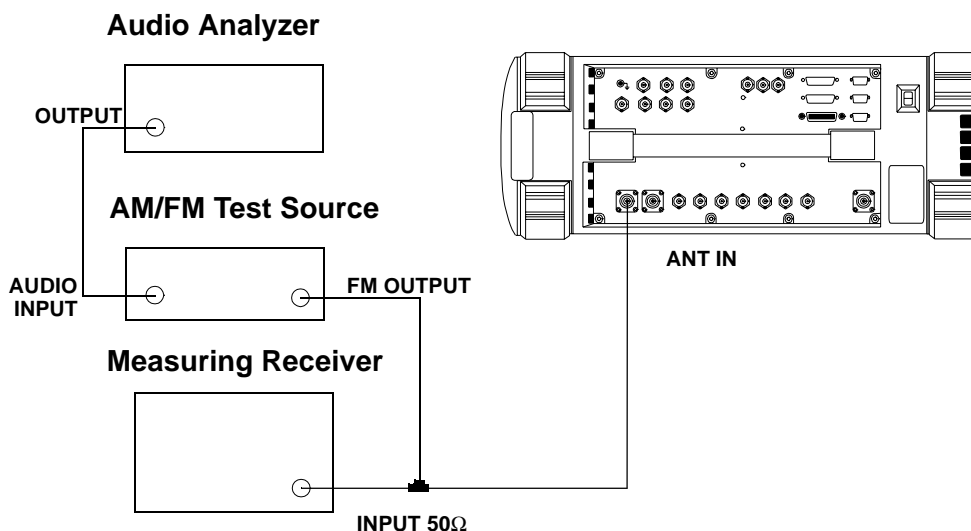 Audio Analyzer
OUTPUT
AM/FM Test Source
AUDIO
INPUT
FM OUTPUT
ANT IN
Measuring Receiver
INPUT 50Ω